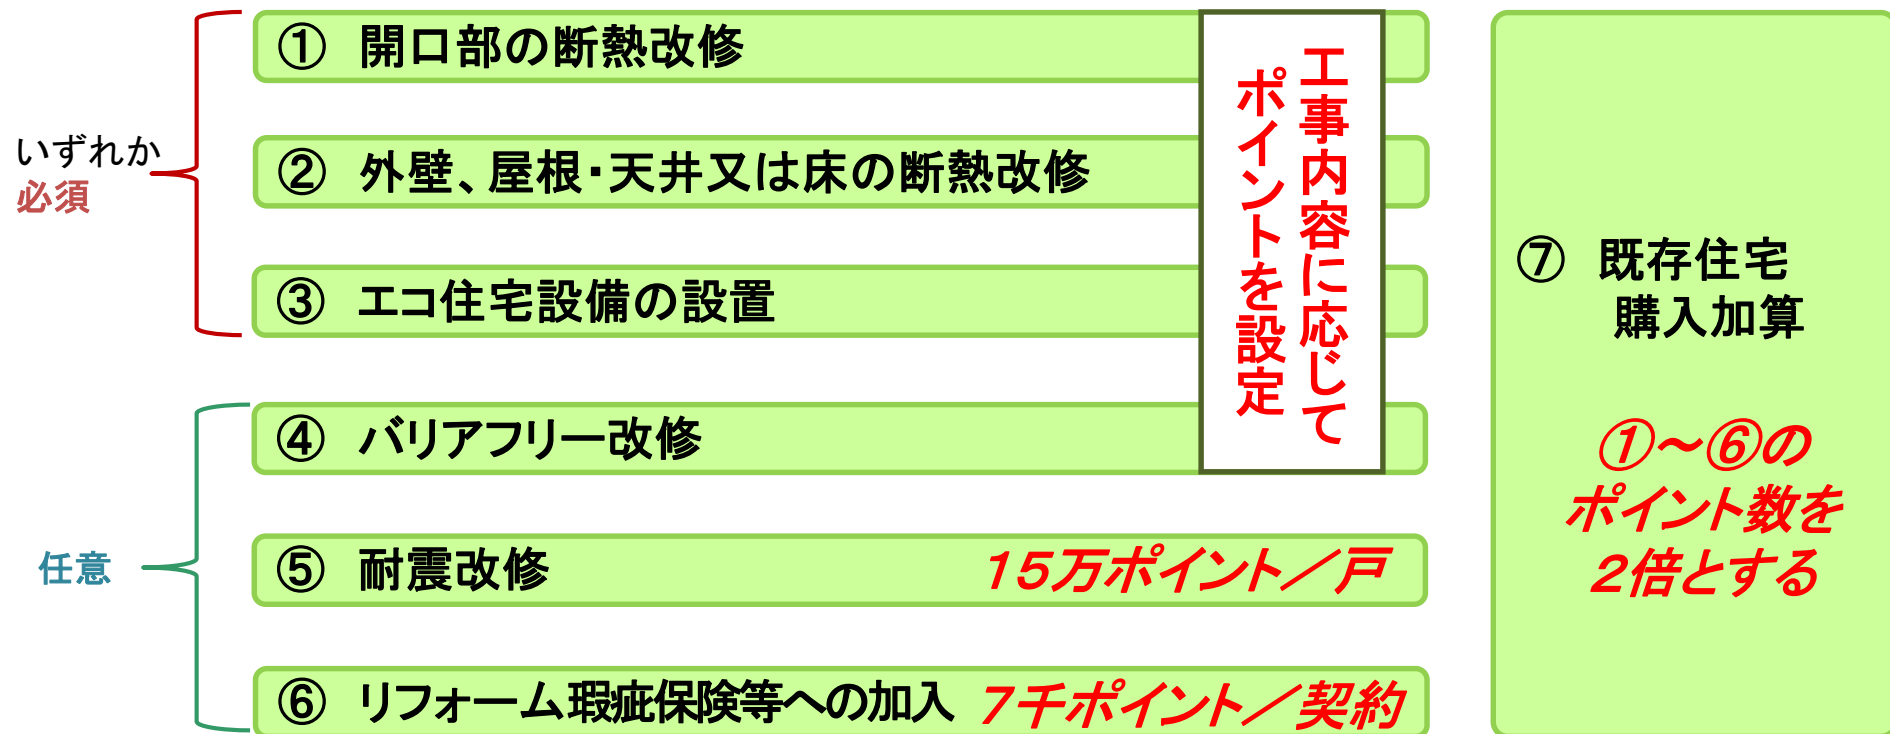 いずれか
必須
① 開口部の断熱改修
② 外壁、屋根・天井又は床の断熱改修
③ エコ住宅設備の設置
工事内容に応じて
ポイントを設定
任意
④ バリアフリー改修
⑤ 耐震改修 15万ポイント／戸
⑥ リフォーム瑕疵保険等への加入 7千ポイント／契約
⑦ 既存住宅
購入加算
①～⑥の
ポイント数を
2倍とする